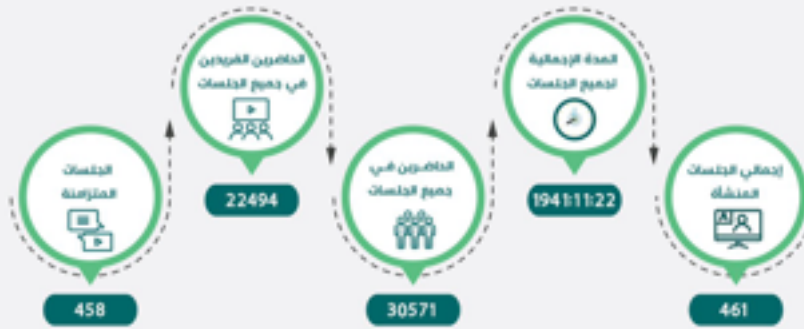 إجمالي الجلسات
المنشأة
461
المدة الإجمالية
لجميع الجلسات
1941:11:22
الحاضرين في
جميع الجلسات
30571
الحاضرين الفريدين
في جميع الجلسات
22494
الجلسات
المتزامنة
458